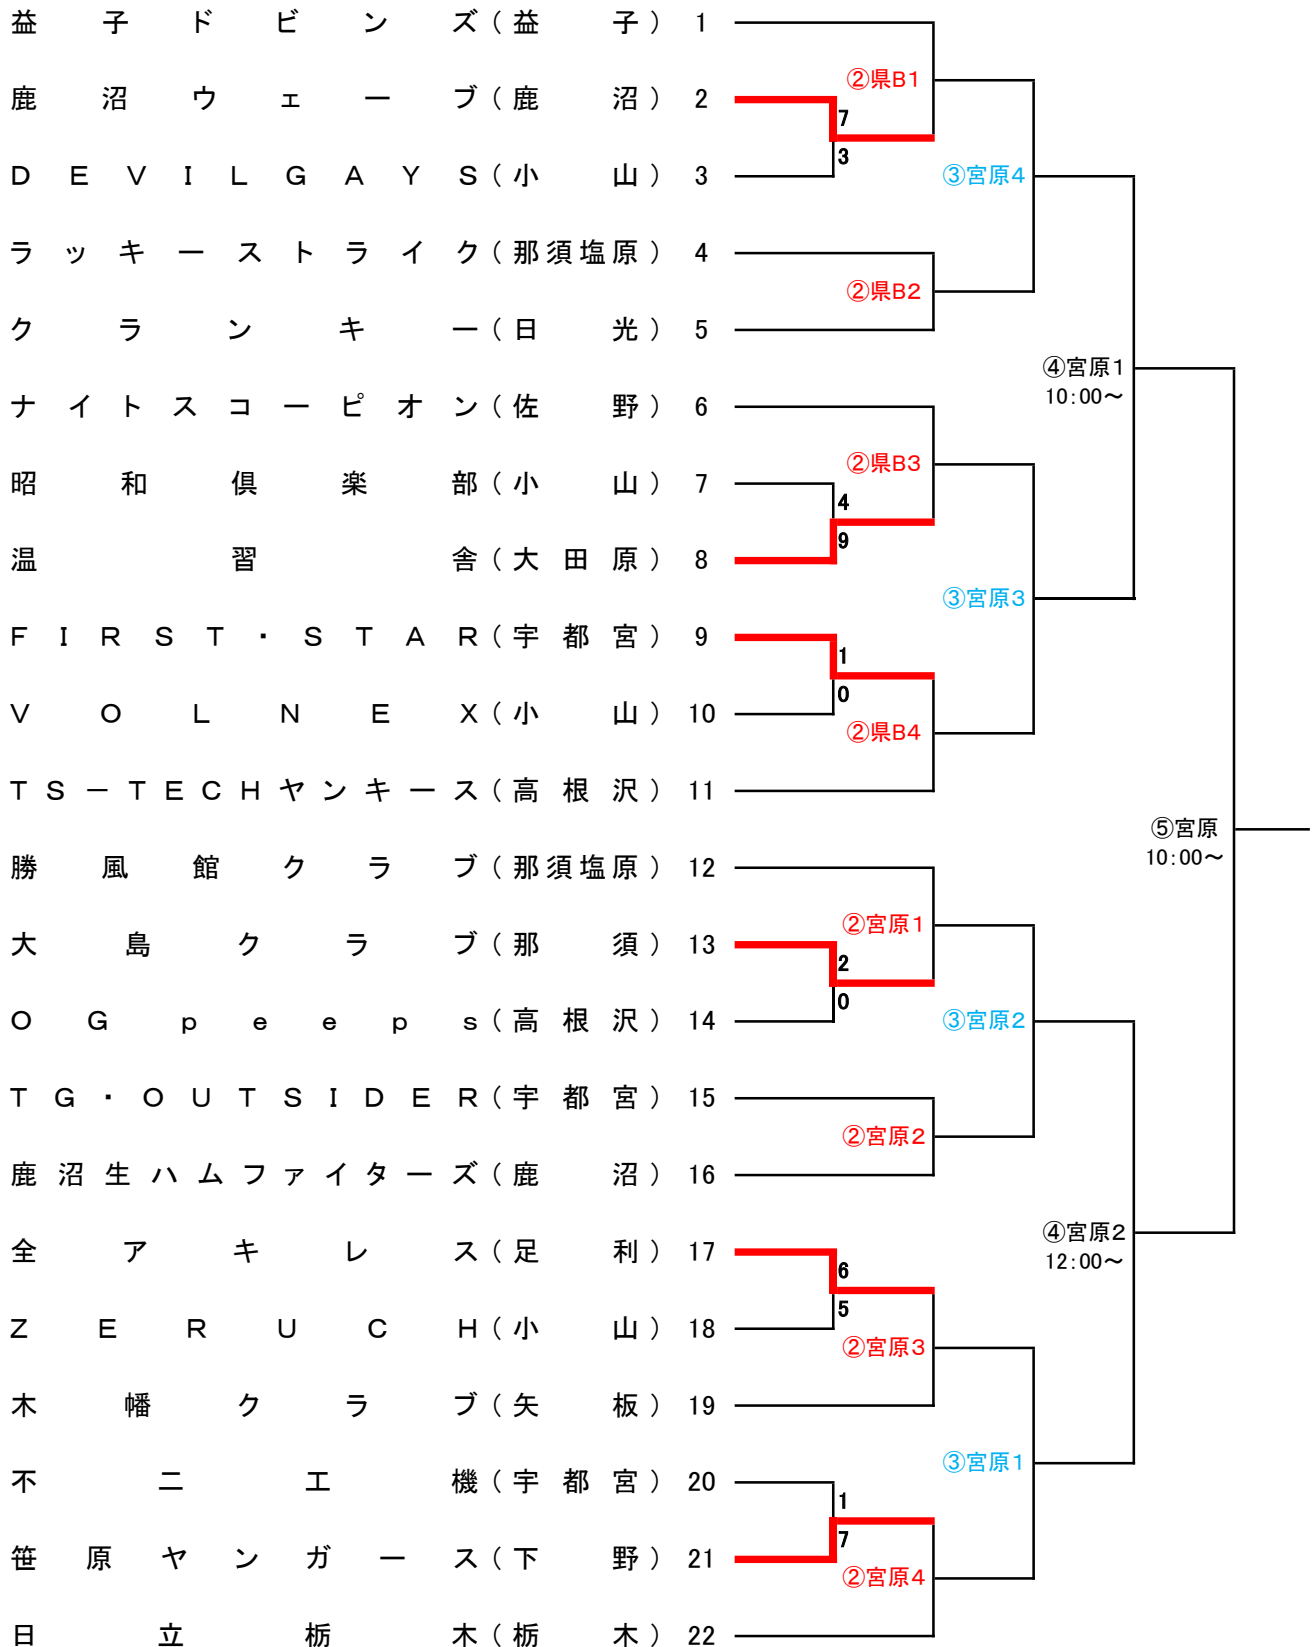 益子ドビンズ(益子) 1
②県B1
鹿沼ウェーブ(鹿沼) 2
7
3
DEVILGAYS(小山) 3
③宮原4
ラッキーストライク(那須塩原) 4
②県B2
クランキー(日光) 5
④宮原1
10:00～
ナイトスコーピオン(佐野) 6
②県B3
昭和倶楽部(小山) 7
4
9
温習舎(大田原) 8
③宮原3
FIRST・STAR(宇都宮) 9
1
0
VOLNEX(小山) 10
②県B4
TS－TECHヤンキース(高根沢) 11
⑤宮原
10:00～
勝風館クラブ(那須塩原) 12
②宮原1
大島クラブ(那須) 13
2
0
OGpeeps(高根沢) 14
③宮原2
TG・OUTSIDER(宇都宮) 15
②宮原2
鹿沼生ハムファイターズ(鹿沼) 16
④宮原2
12:00～
全アキレス(足利) 17
6
5
ZERUCH(小山) 18
②宮原3
木幡クラブ(矢板) 19
③宮原1
不二工機(宇都宮) 20
1
7
笹原ヤンガース(下野) 21
②宮原4
日立栃木(栃木) 22